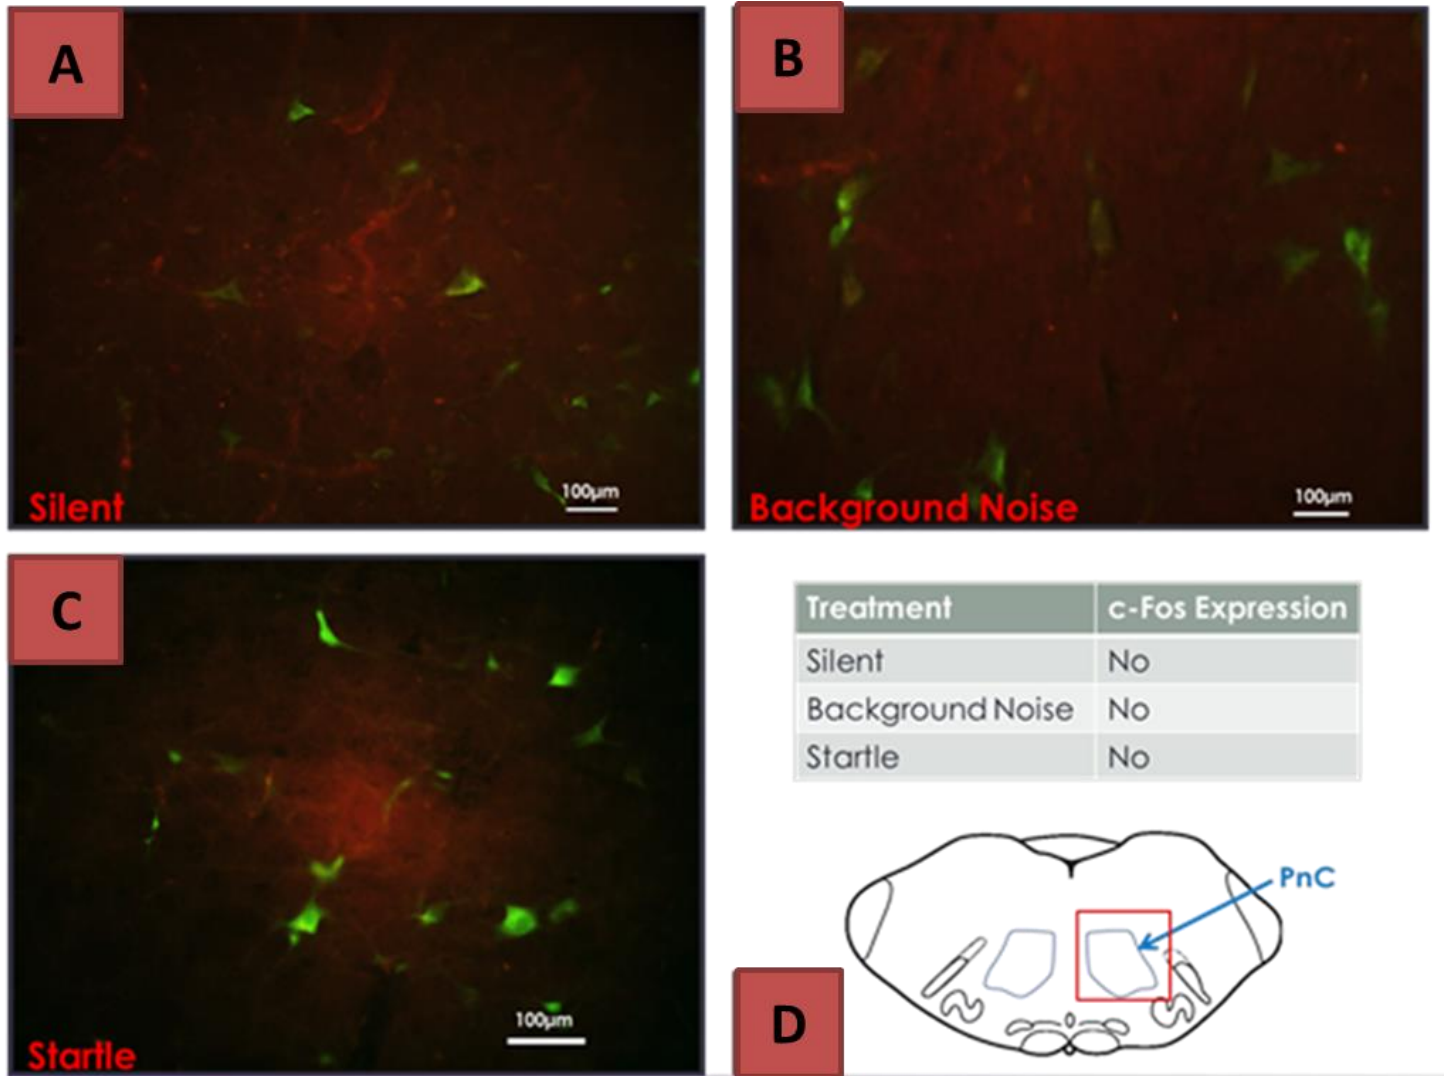 A
Silent
100µm
B
Background Noise
100µm
C
Startle
100µm
Treatment c-Fos Expression
Silent No
Background Noise No
Startle No
PnC
D